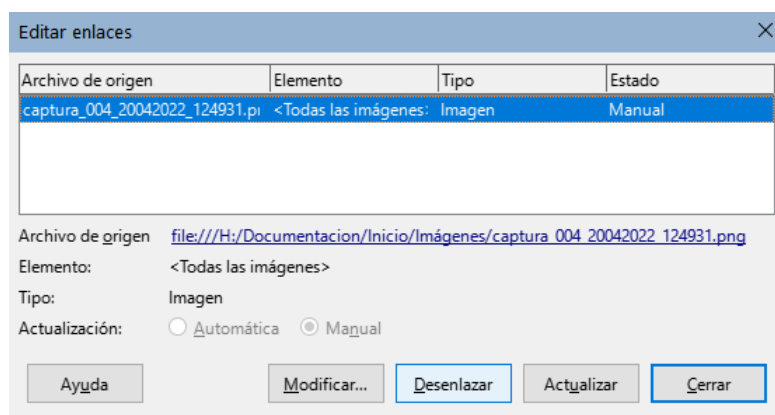 Editar enlaces
Archivo de origen Elemento Tipo Estado
captura_004_20042022_124931.p <Todas las imágenes Imagen Manual
Archivo de origen file:///H:/Documentacion/Inicio/Imágenes/captura_004_20042022_124931.png
Elemento: <Todas las imágenes>
Tipo: Imagen
Actualización: Automática Manual
Ayuda Modificar... Desenlazar Actualizar Cerrar